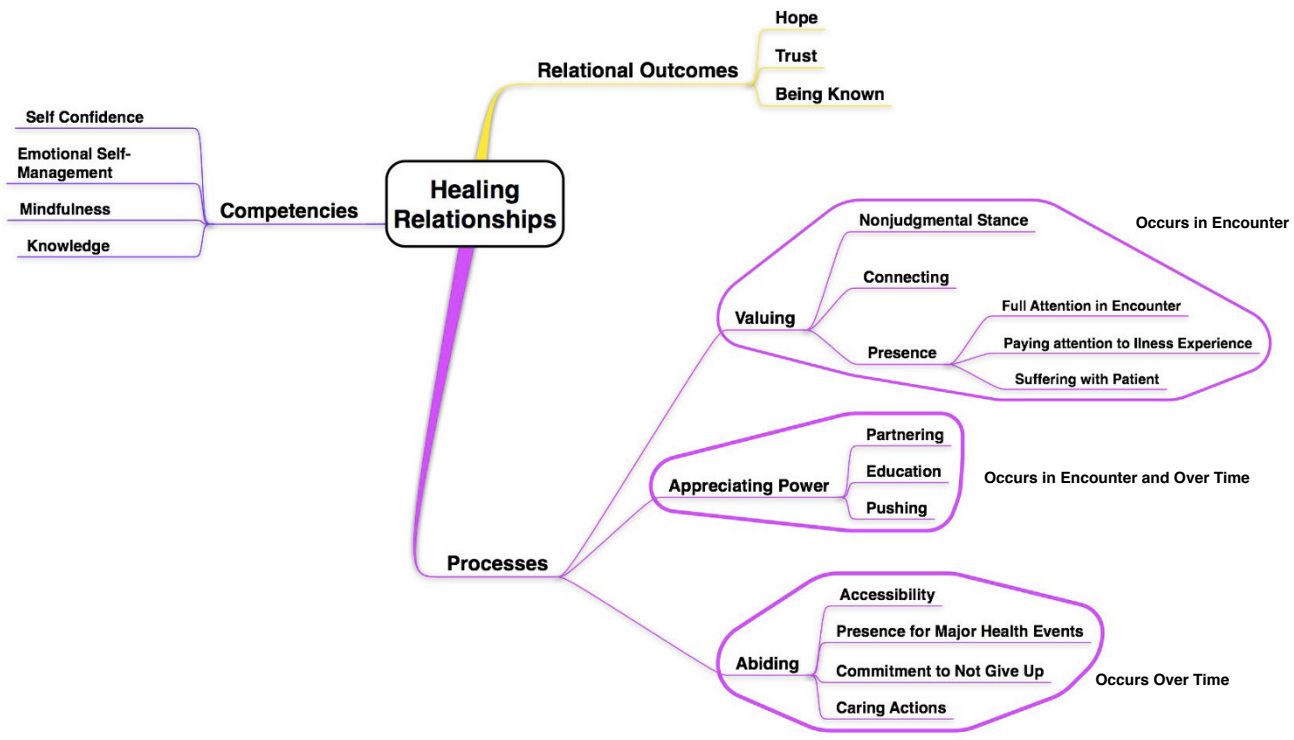 Hope
Trust
Being Known
Relational Outcomes
Self Confidence
Emotional Self-
Management
Mindfulness
Knowledge
Competencies
Healing
Relationships
Occurs in Encounter
Nonjudgmental Stance
Connecting
Valuing
Presence
Full Attention in Encounter
Paying attention to Ilness Experience
Suffering with Patient
Partnering
Education
Pushing
Appreciating Power
Occurs in Encounter and Over Time
Processes
Accessibility
Presence for Major Health Events
Abiding
Commitment to Not Give Up
Caring Actions
Occurs Over Time